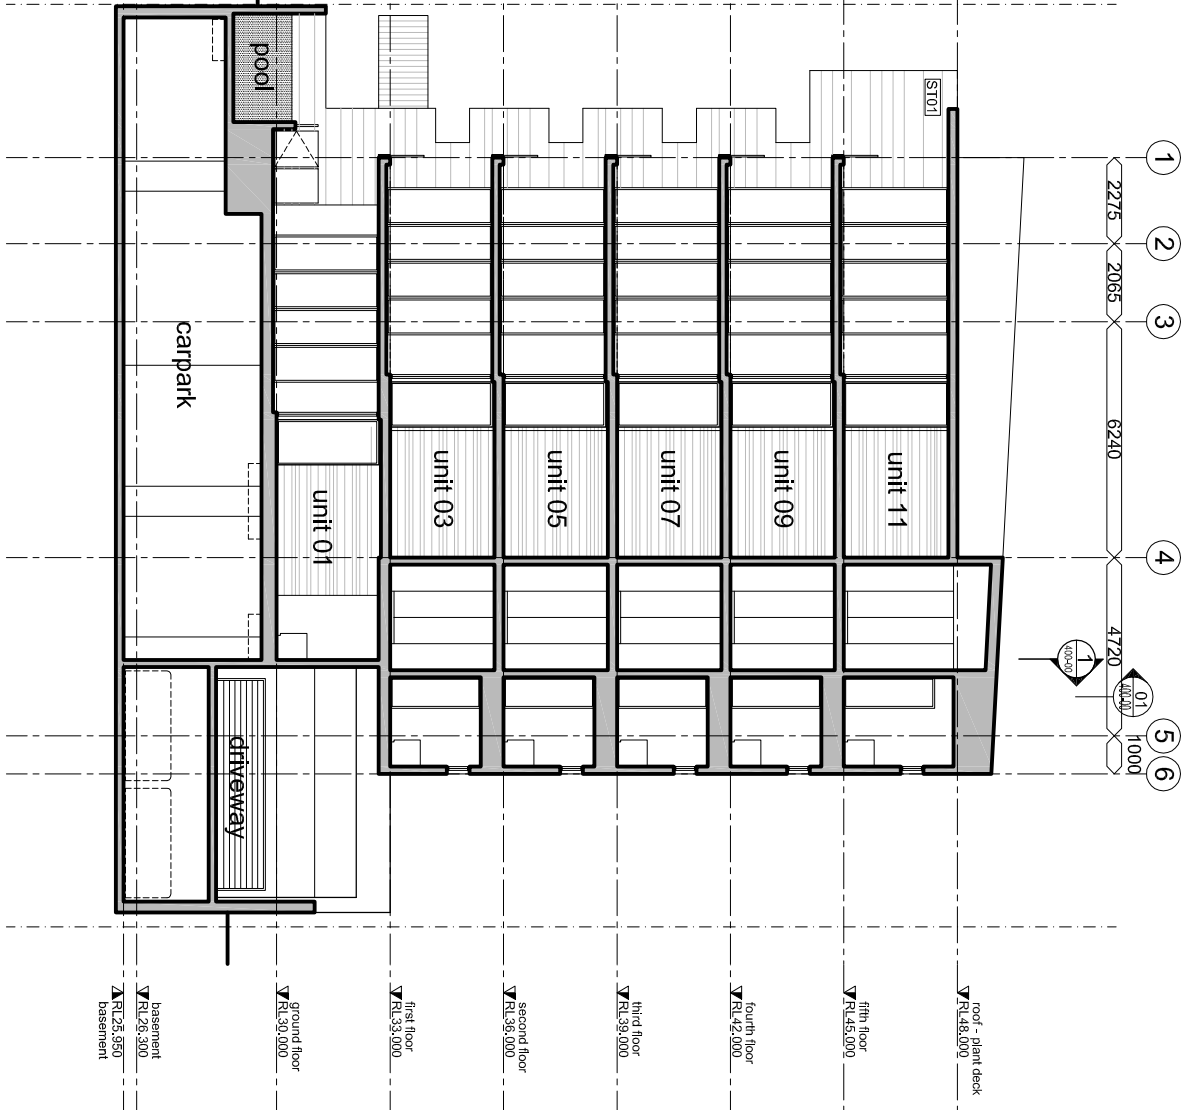 1
2275
2
2065
3
6240
4
4720
5
1000
6
1
400-00
01
400-00
ST01
pool
carpark
driveway
unit 01
unit 03
unit 05
unit 07
unit 09
unit 11
roof - plant deck
RL48.000
fifth floor
RL45.000
fourth floor
RL42.000
third floor
RL39.000
second floor
RL36.000
first floor
RL33.000
ground floor
RL30.000
basement
RL26.300
RL25.950
basement